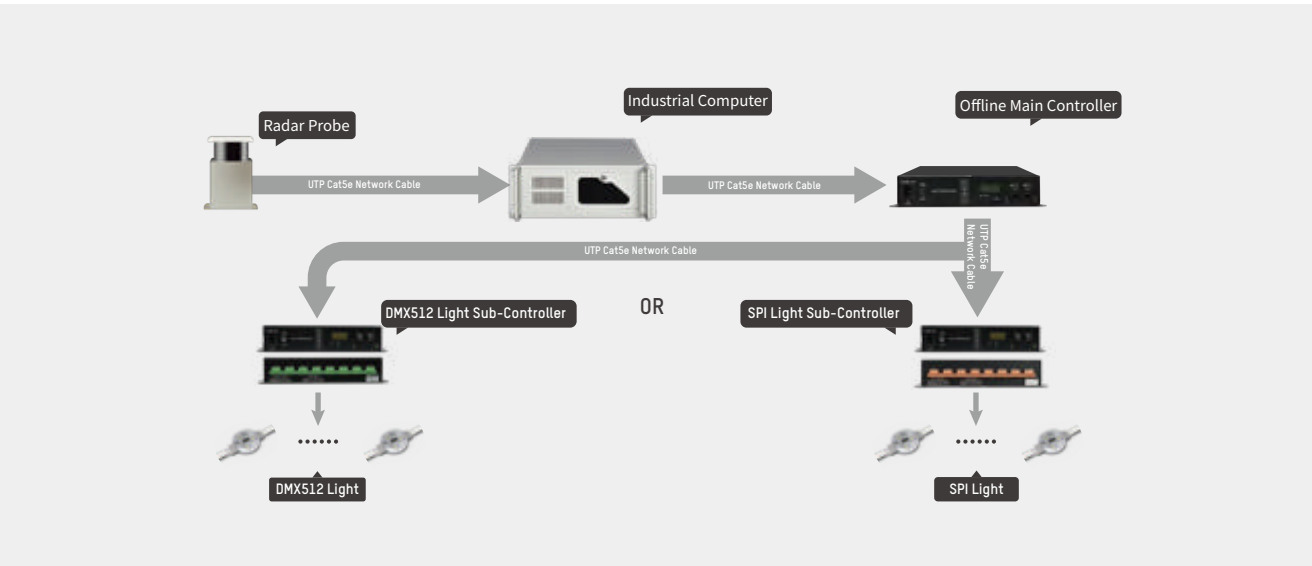 Industrial Computer
Offline Main Controller
Radar Probe
UTP Cat5e Network Cable
UTP Cat5e Network Cable
UTP Cat5e Network Cable
UTP Cat5e
Network Cable
DMX512 Light Sub-Controller
OR
SPI Light Sub-Controller
DMX512 Light
SPI Light